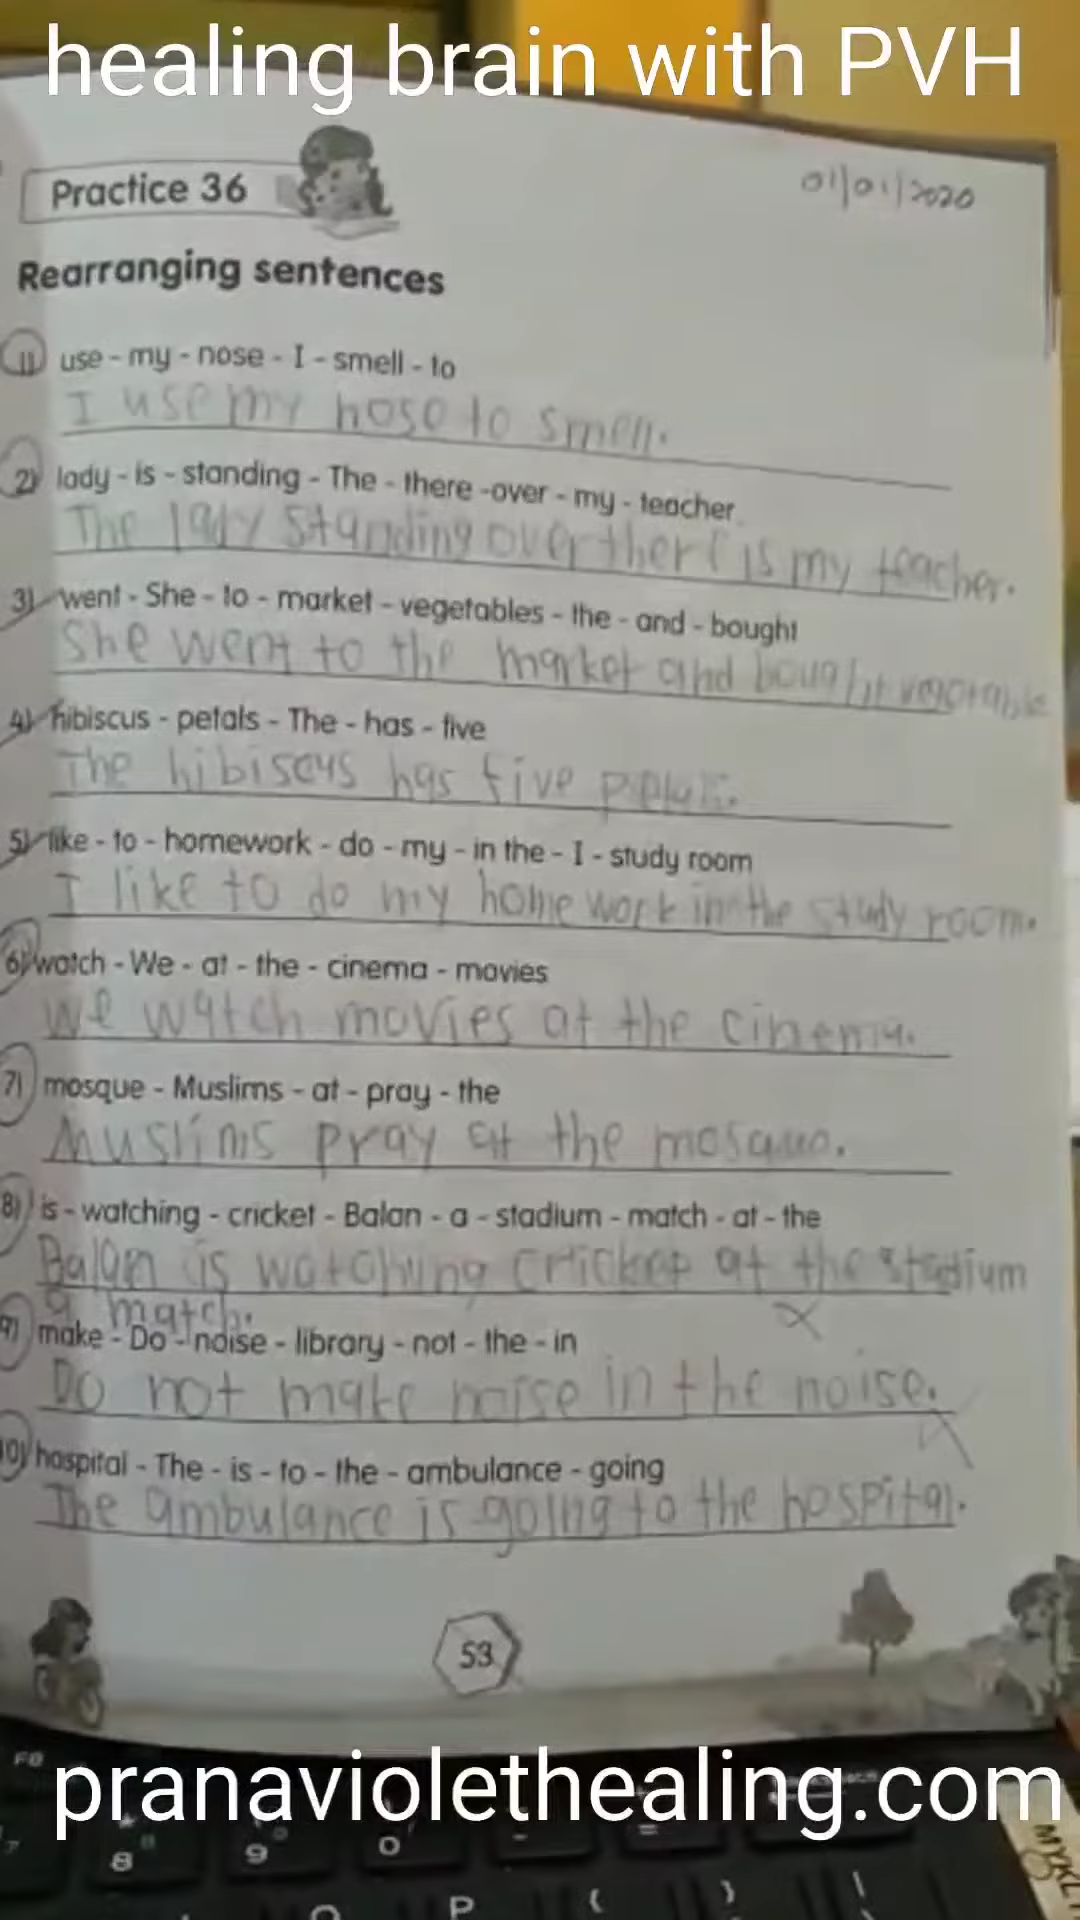 healing brain with PVH
Practice 36
01/01/2020
Rearranging sentences
1) use - my - nose - I - smell - to
I use my nose to smell.
2) lady - is - standing - The - there -over - my - teacher
The lady standing over there is my teacher.
3) went - She - to - market - vegetables - the - and - bought
She went to the market and bought vegetable
4) hibiscus - petals - The - has - five
The hibiscus has five petals.
5) like - to - homework - do - my - in the - I - study room
I like to do my home work in the study room.
6) watch - We - at - the - cinema - movies
We watch movies at the cinema.
7) mosque - Muslims - at - pray - the
Muslims pray at the mosque.
8) is - watching - cricket - Balan - a - stadium - match - at - the
Balan is watching cricket at the stadium
a match.
9) make - Do - noise - library - not - the - in
Do not make noise in the noise.
10) hospital - The - is - to - the - ambulance - going
The ambulance is going to the hospital.
53
pranaviolethealing.com
F8
7 8 9 0 - =
O P { }